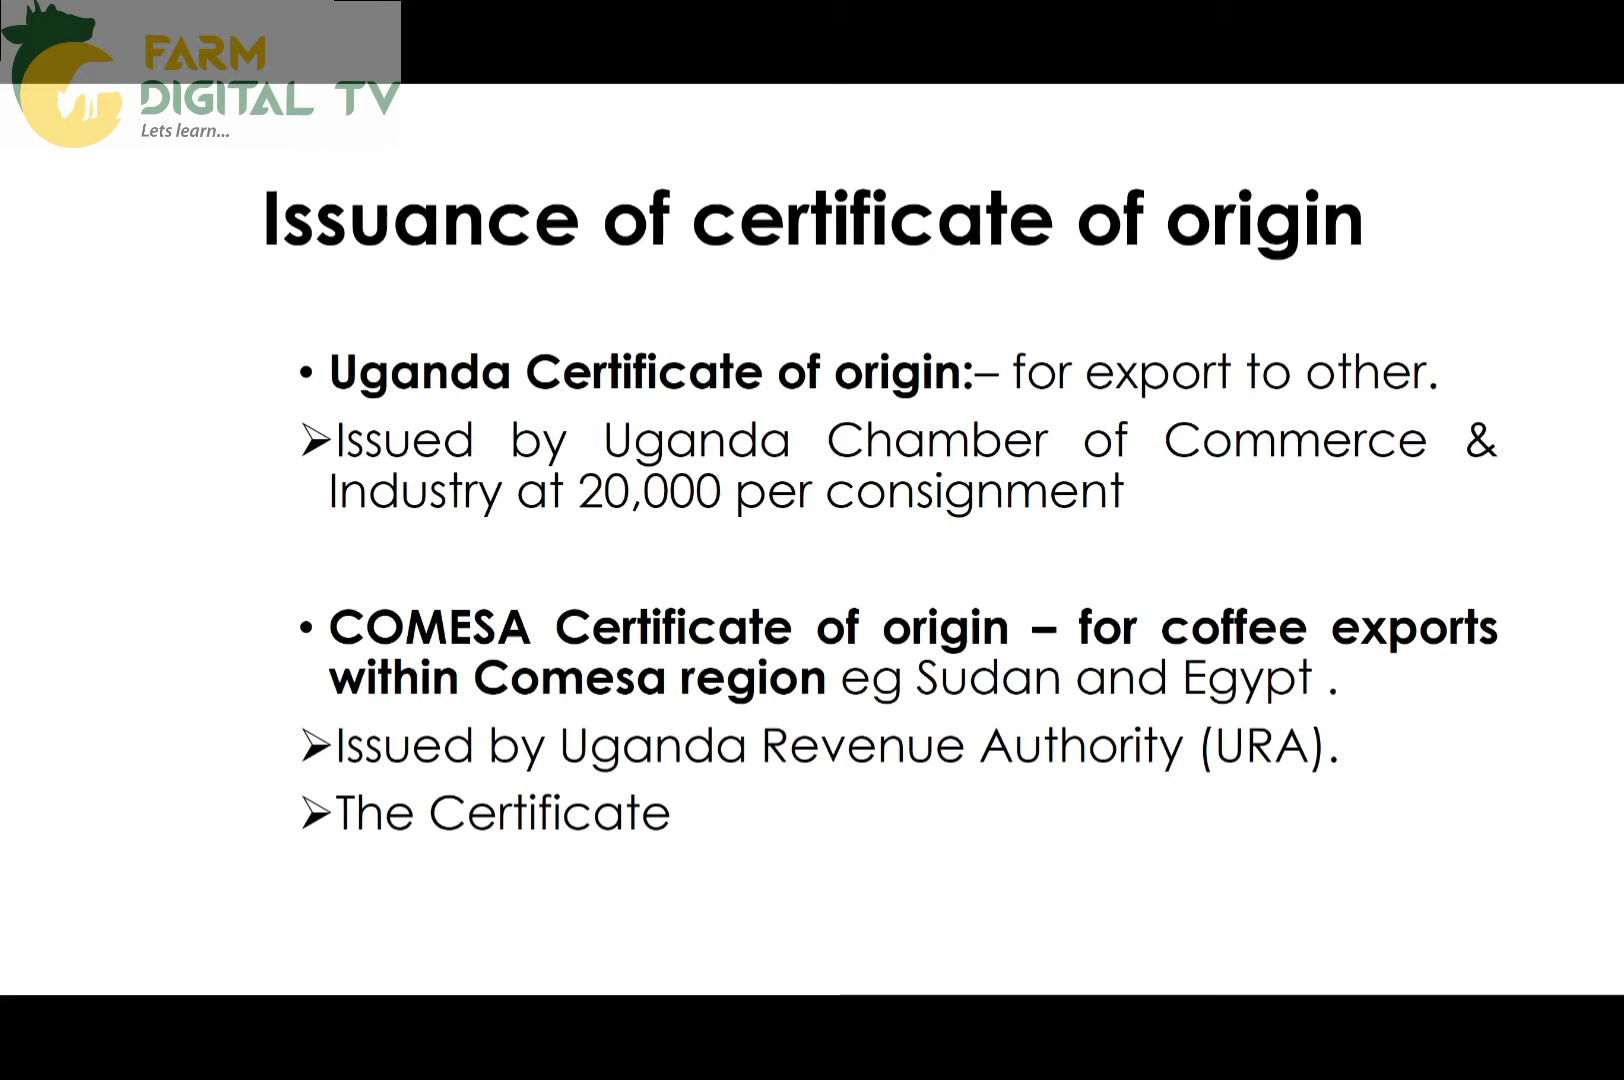 FARM
DIGITAL TV
Lets learn...
Issuance of certificate of origin
• Uganda Certificate of origin:– for export to other.
➢Issued by Uganda Chamber of Commerce &
Industry at 20,000 per consignment
• COMESA Certificate of origin – for coffee exports
within Comesa region eg Sudan and Egypt .
➢Issued by Uganda Revenue Authority (URA).
➢The Certificate